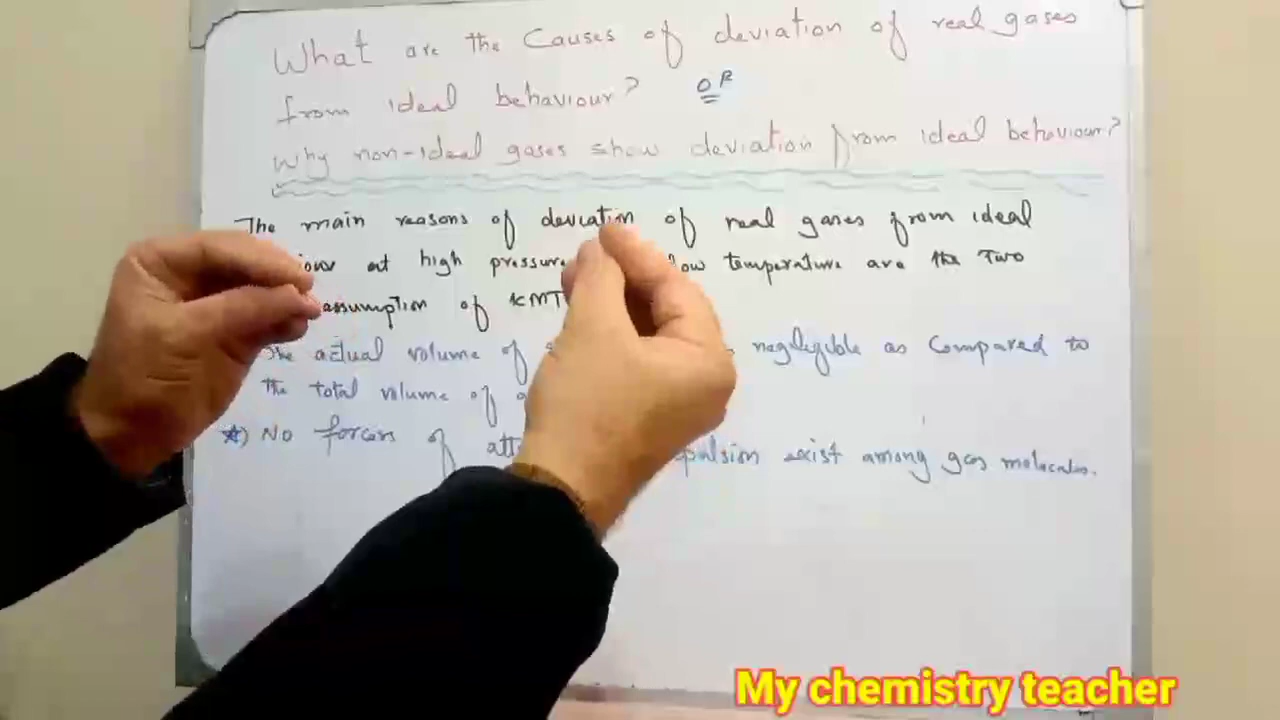 What are the Causes of deviation of real gases
from ideal behaviour? OR
Why non-ideal gases show deviation from ideal behaviour?
The main reasons of deviation of real gases from ideal
at high pressure low temperature are the Two
assumption of KMT
The actual volume of negligible as Compared to
the total volume of
*) No forces of exist among gas molecules.
My chemistry teacher